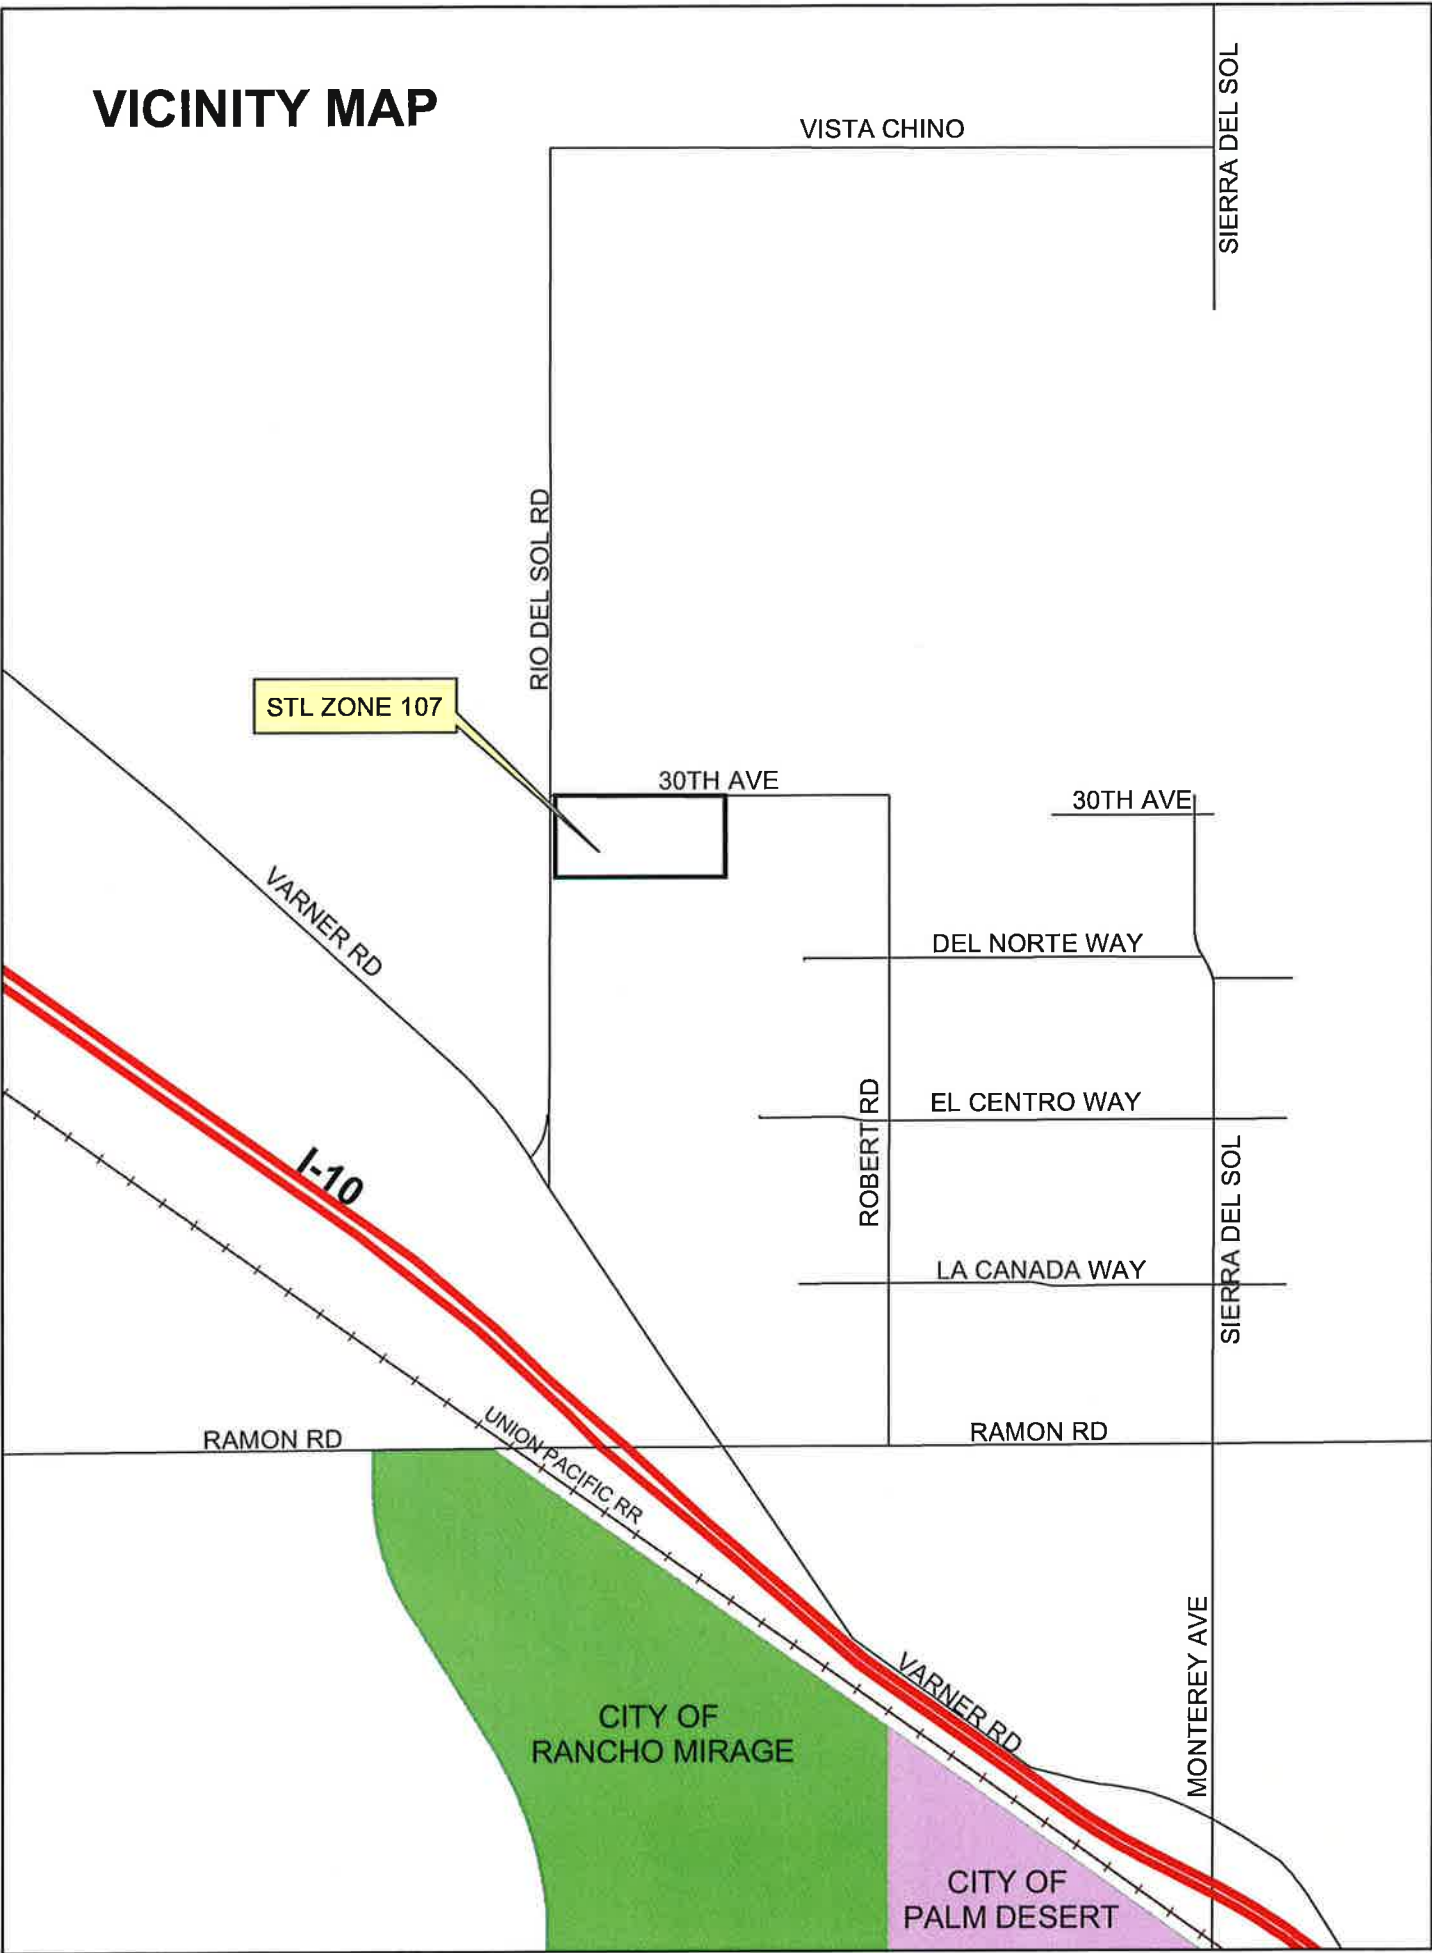 VICINITY MAP
VISTA CHINO
SIERRA DEL SOL
RIO DEL SOL RD
STL ZONE 107
30TH AVE
30TH AVE
VARNER RD
DEL NORTE WAY
EL CENTRO WAY
ROBERT RD
I-10
SIERRA DEL SOL
LA CANADA WAY
RAMON RD
UNION PACIFIC RR
RAMON RD
CITY OF
RANCHO MIRAGE
VARNER RD
MONTEREY AVE
CITY OF
PALM DESERT